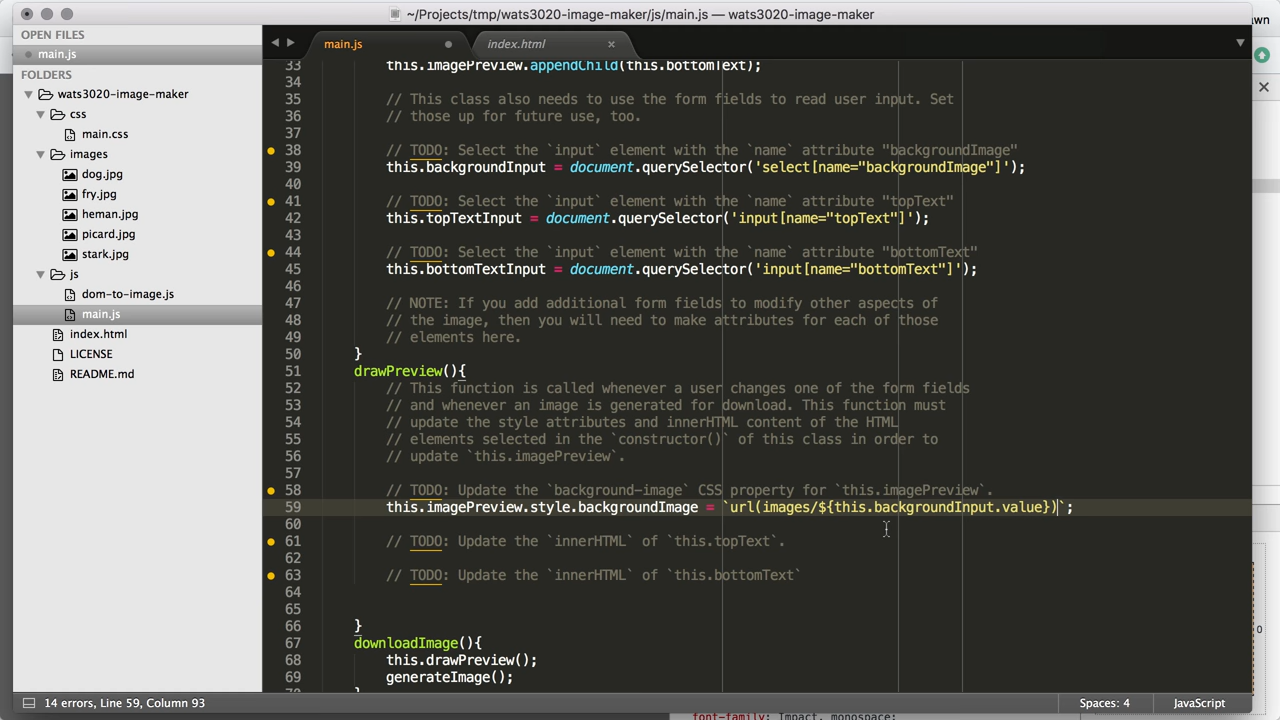 ~/Projects/tmp/wats3020-image-maker/js/main.js — wats3020-image-maker
OPEN FILES
main.js
FOLDERS
wats3020-image-maker
css
main.css
images
dog.jpg
fry.jpg
heman.jpg
picard.jpg
stark.jpg
js
dom-to-image.js
main.js
index.html
LICENSE
README.md
main.js
index.html
33 this.imagePreview.appendChild(this.bottomText);
34
35 // This class also needs to use the form fields to read user input. Set
36 // those up for future use, too.
37
38 // TODO: Select the `input` element with the `name` attribute "backgroundImage"
39 this.backgroundInput = document.querySelector('select[name="backgroundImage"]');
40
41 // TODO: Select the `input` element with the `name` attribute "topText"
42 this.topTextInput = document.querySelector('input[name="topText"]');
43
44 // TODO: Select the `input` element with the `name` attribute "bottomText"
45 this.bottomTextInput = document.querySelector('input[name="bottomText"]');
46
47 // NOTE: If you add additional form fields to modify other aspects of
48 // the image, then you will need to make attributes for each of those
49 // elements here.
50 }
51 drawPreview(){
52 // This function is called whenever a user changes one of the form fields
53 // and whenever an image is generated for download. This function must
54 // update the style attributes and innerHTML content of the HTML
55 // elements selected in the `constructor()` of this class in order to
56 // update `this.imagePreview`.
57
58 // TODO: Update the `background-image` CSS property for `this.imagePreview`.
59 this.imagePreview.style.backgroundImage = `url(images/${this.backgroundInput.value})`;
60
61 // TODO: Update the `innerHTML` of `this.topText`.
62
63 // TODO: Update the `innerHTML` of `this.bottomText`
64
65
66 }
67 downloadImage(){
68 this.drawPreview();
69 generateImage();
70 }
14 errors, Line 59, Column 93
Spaces: 4
JavaScript
wn
0
font-family: Impact, monospace;